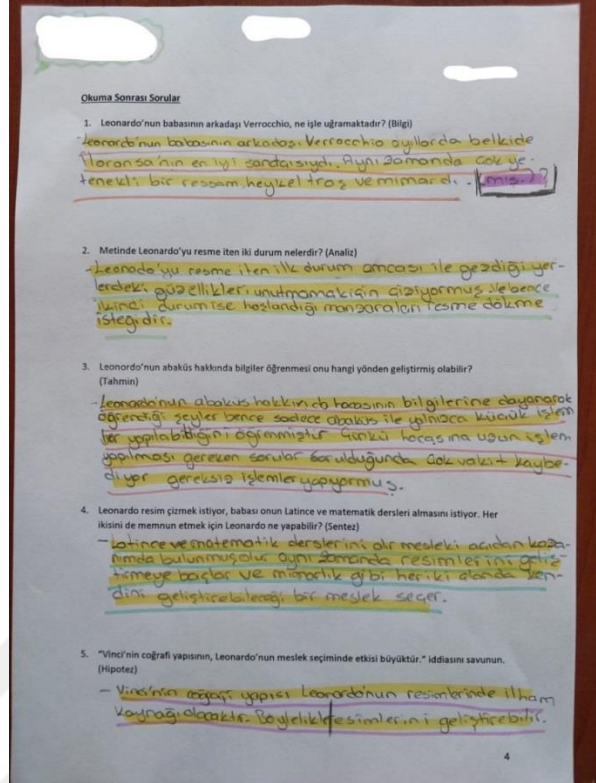 Okuma Sonrası Sorular
1. Leonardo'nun babasının arkadaşı Verrocchio, ne işle uğramaktadır? (Bilgi)
-Leonardo'nun babasının arkadaşı Verrocchio oyıllarda belkide
floransa'nın en iyi sanatçısıydı. Aynı zamanda çok ye-
tenekli bir ressam, heykel traş ve mimardı. (mış.)?
2. Metinde Leonardo'yu resme iten iki durum nelerdir? (Analiz)
-Leonado'yu resme iten ilk durum amcası ile gezdiği yer-
lerdeki güzellikleri unutmamak için çiziyormuş ve bence
ikinci durum ise hoşlandığı manzaraları resme dökme
isteğidir.
3. Leonordo'nun abaküs hakkında bilgiler öğrenmesi onu hangi yönden geliştirmiş olabilir?
(Tahmin)
-Leonardo'nun abaküs hakkında hocasının bilgilerine dayanarak
öğrendiği şeyler bence sadece abaküs ile yalnızca küçük işlem
ler yapılabildiğini öğrenmiştir Çünkü hocasına uzun işlem
yapılması gereken sorular sorulduğunda çok vakit kaybe-
diyor gereksiz işlemler yapıyormuş.
4. Leonardo resim çizmek istiyor, babası onun Latince ve matematik dersleri almasını istiyor. Her
ikisini de memnun etmek için Leonardo ne yapabilir? (Sentez)
-Latince ve matematik derslerini alır mesleki açıdan kaza-
nımda bulunmuş olur aynı zamanda resimlerini geliş-
tirmeye başlar ve mimarlık gibi her iki alanda ken-
dini geliştirebileceği bir meslek seçer.
5. "Vinci'nin coğrafi yapısının, Leonardo'nun meslek seçiminde etkisi büyüktür." iddiasını savunun.
(Hipotez)
- Vinci'nin coğrafi yapısı Leonardo'nun resimlerinde ilham
kaynağı olacaktır. Böylelikle resimlerini geliştirebilir.
4